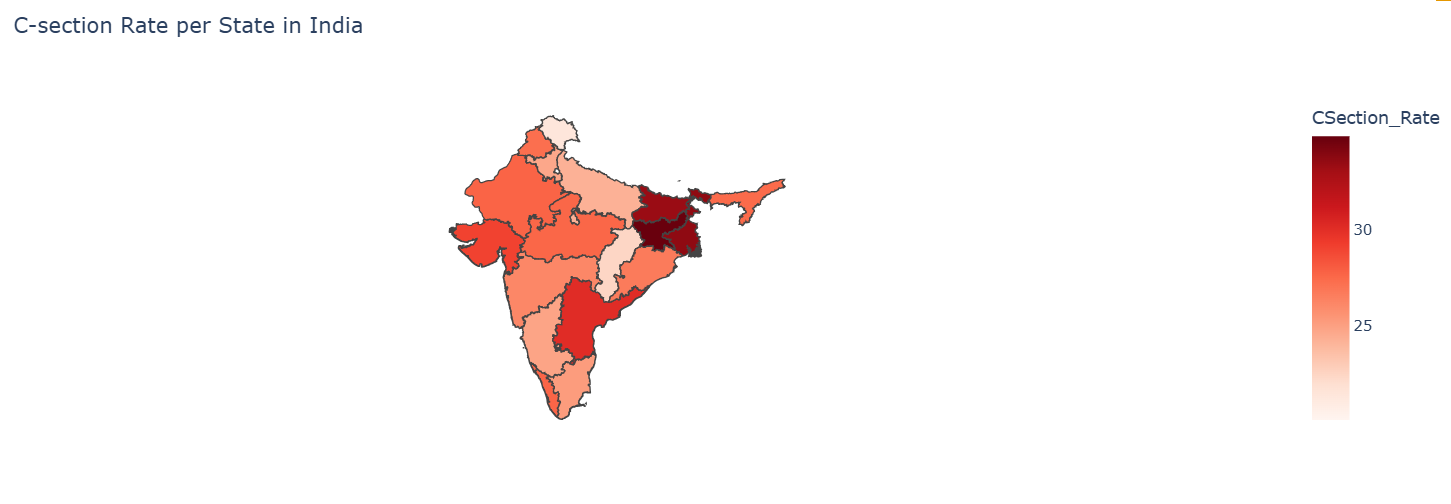 C-section Rate per State in India
CSection_Rate
30
25